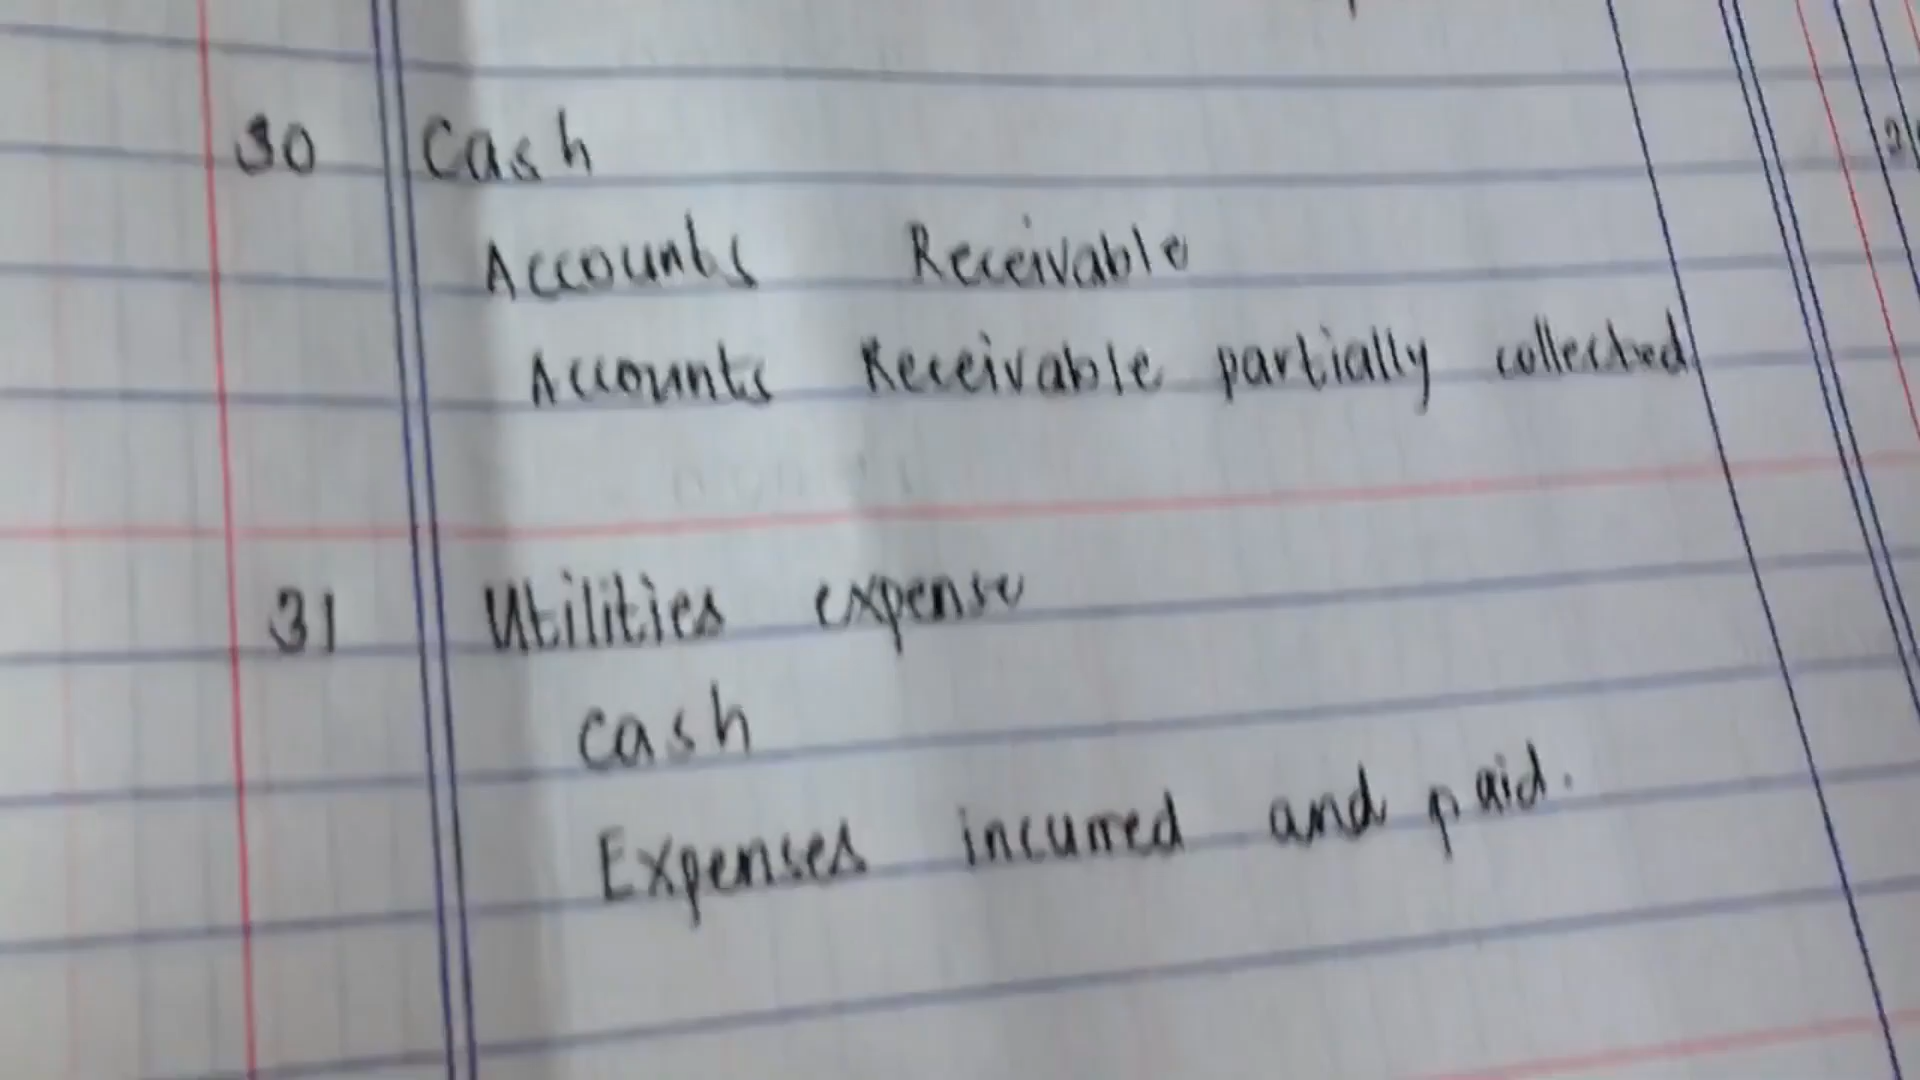 30 Cash
Accounts Receivable
Accounts Receivable partially collected
31 Utilities expense
Cash
Expenses incurred and paid.